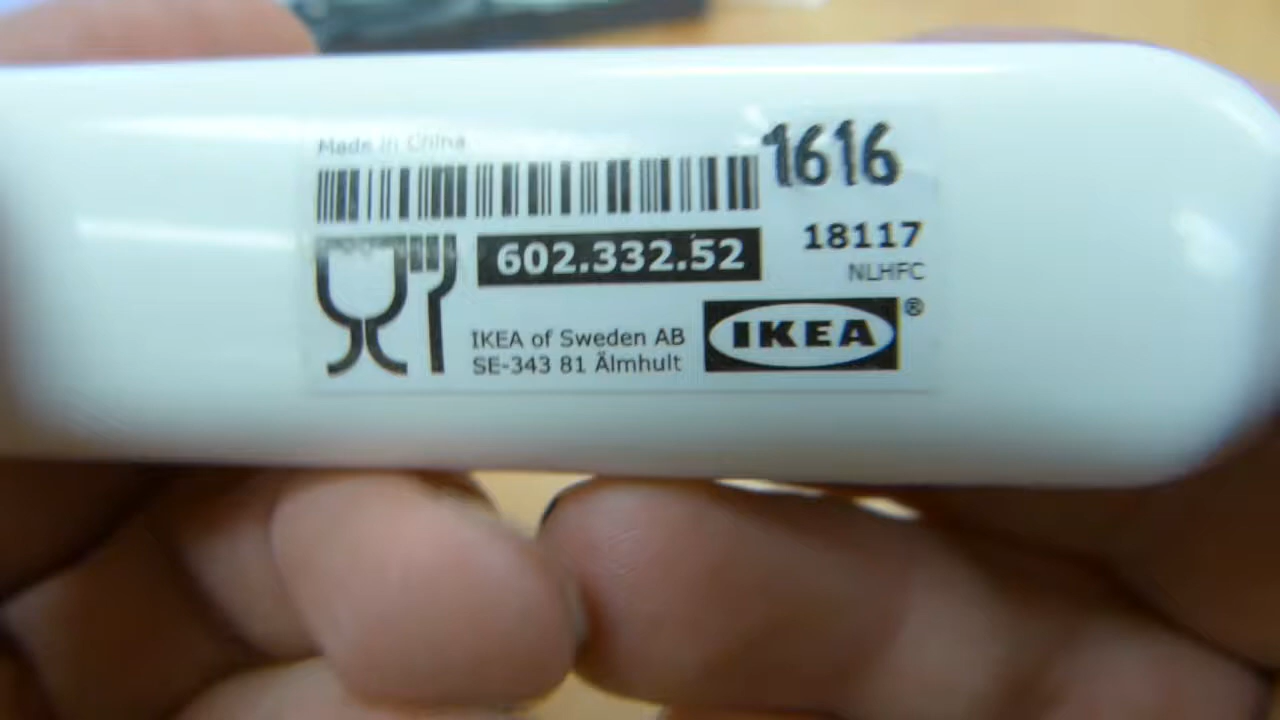 Made in China
1616
602.332.52
18117
NLHFC
IKEA of Sweden AB
SE-343 81 Älmhult
IKEA®